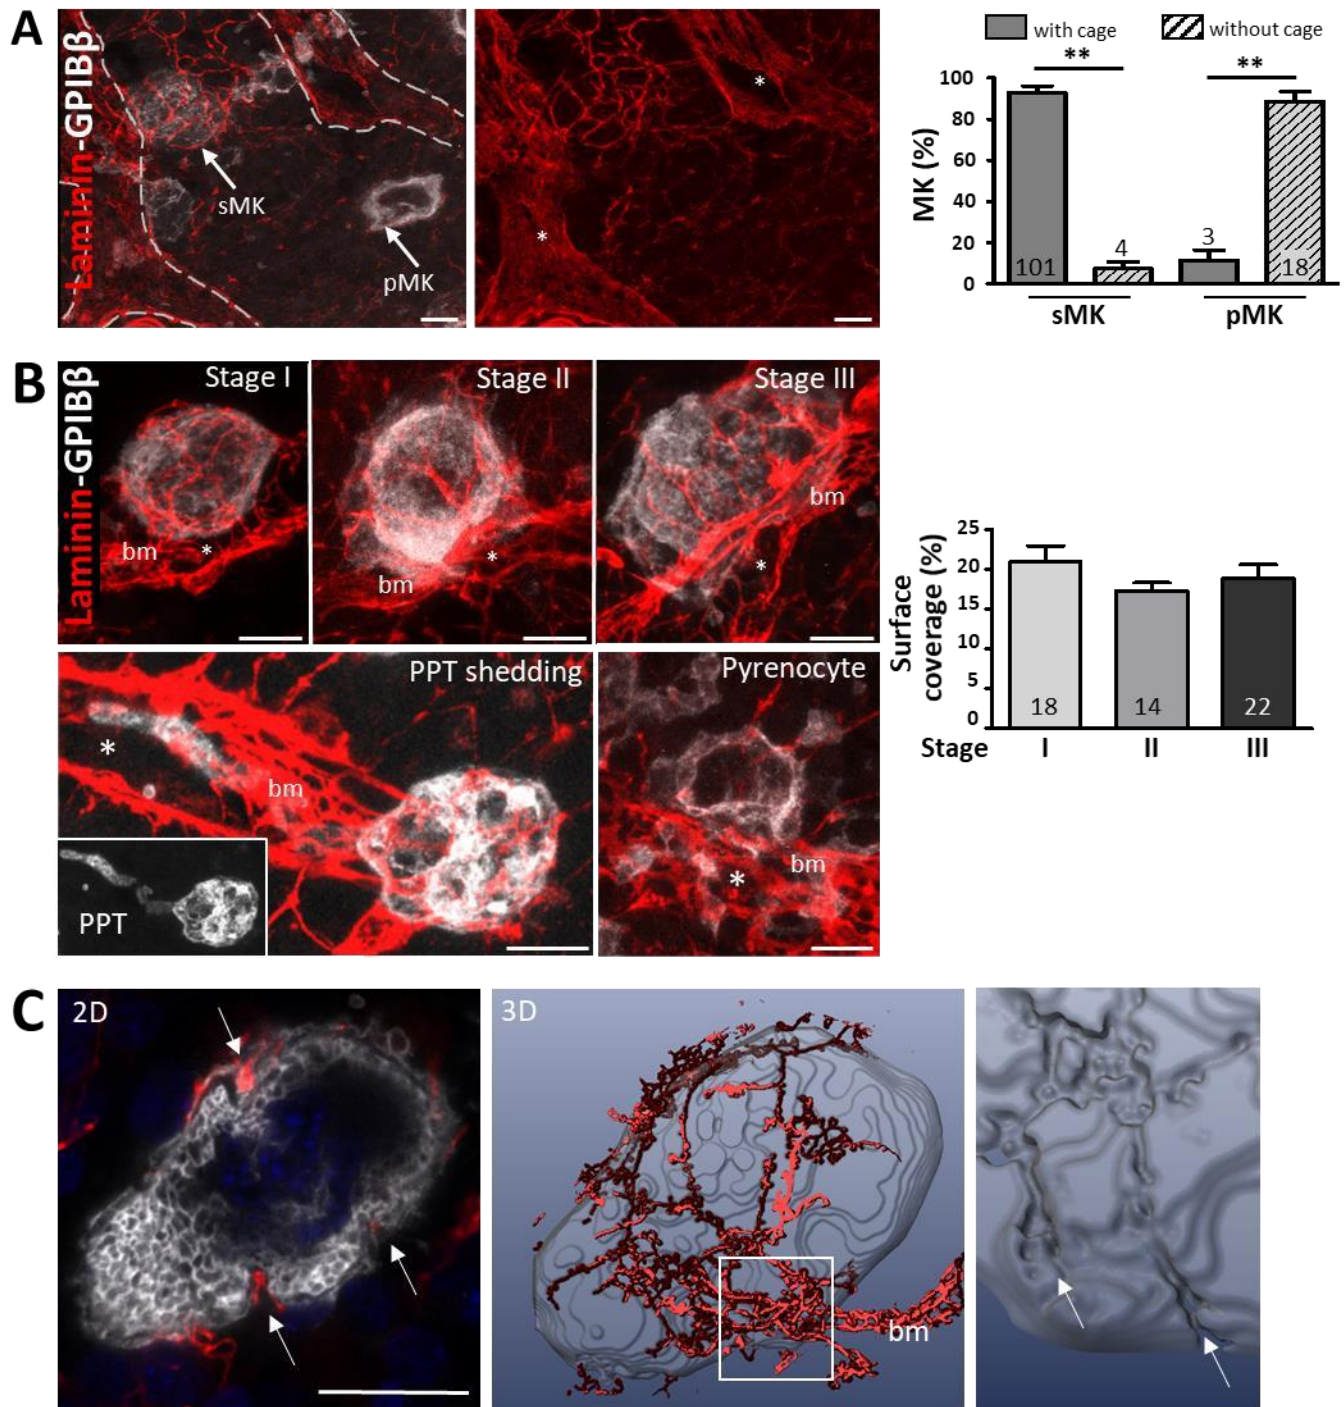 A
Laminin-GPIBβ
sMK
pMK
*
*
with cage
without cage
**
**
MK (%)
100
80
60
40
20
0
101
4
3
18
sMK
pMK
B
Laminin-GPIBβ
Stage I
bm
*
Stage II
bm
*
Stage III
bm
*
PPT shedding
*
bm
PPT
Pyrenocyte
bm
*
Surface
coverage (%)
25
20
15
10
5
0
18
14
22
Stage
I
II
III
C
2D
3D
bm